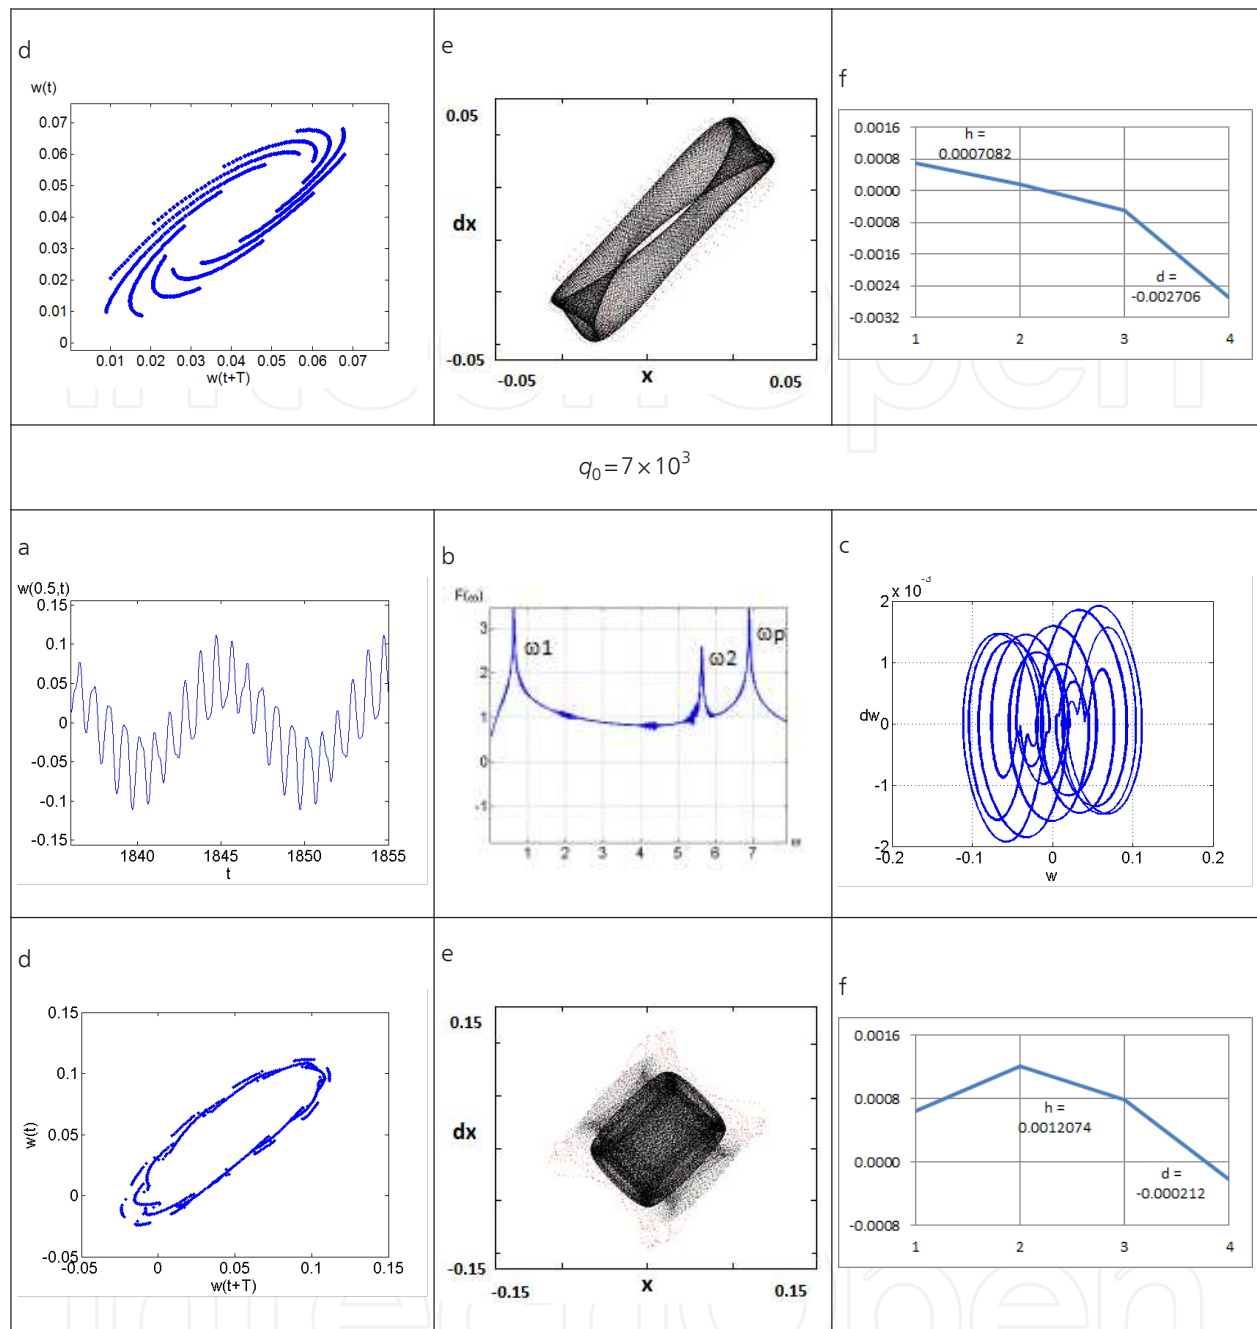 d
w(t)
0.07
0.06
0.05
0.04
0.03
0.02
0.01
0
0.01 0.02 0.03 0.04 0.05 0.06 0.07
w(t+T)
e
0.05
dx
-0.05
-0.05 x 0.05
f
0.0016
0.0008
0.0000
-0.0008
-0.0016
-0.0024
-0.0032
h =
0.0007082
d =
-0.002706
1 2 3 4
q₀=7×10³
a
w(0.5,t)
0.15
0.1
0.05
0
-0.05
-0.1
-0.15
1840 1845 1850 1855
t
b
F(ω)
3
2
1
0
-1
ω1
ω2
ωp
1 2 3 4 5 6 7 ω
c
x 10⁻³
2
1
dw 0
-1
-2
-0.2 -0.1 0 0.1 0.2
w
d
0.15
0.1
w(t)
0.05
0
-0.05
-0.05 0 0.05 0.1 0.15
w(t+T)
e
0.15
dx
-0.15
-0.15 x 0.15
f
0.0016
0.0008
0.0000
-0.0008
h =
0.0012074
d =
-0.000212
1 2 3 4
intechopen
intechopen